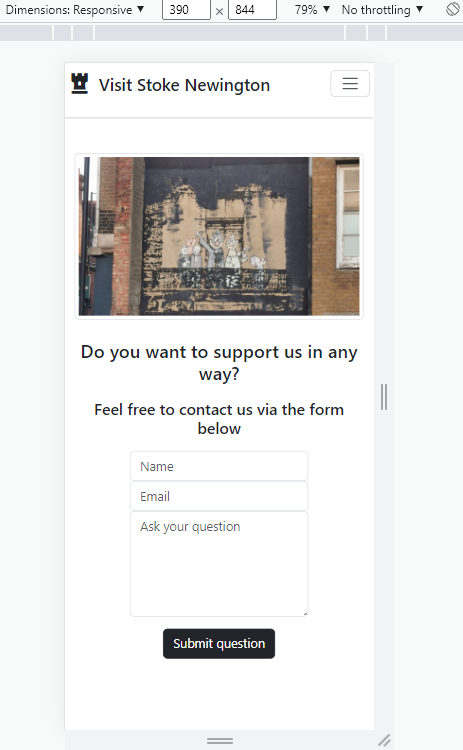 Dimensions: Responsive ▼ 390 × 844 79% ▼ No throttling ▼
Visit Stoke Newington
Do you want to support us in any
way?
Feel free to contact us via the form
below
Name
Email
Ask your question
Submit question